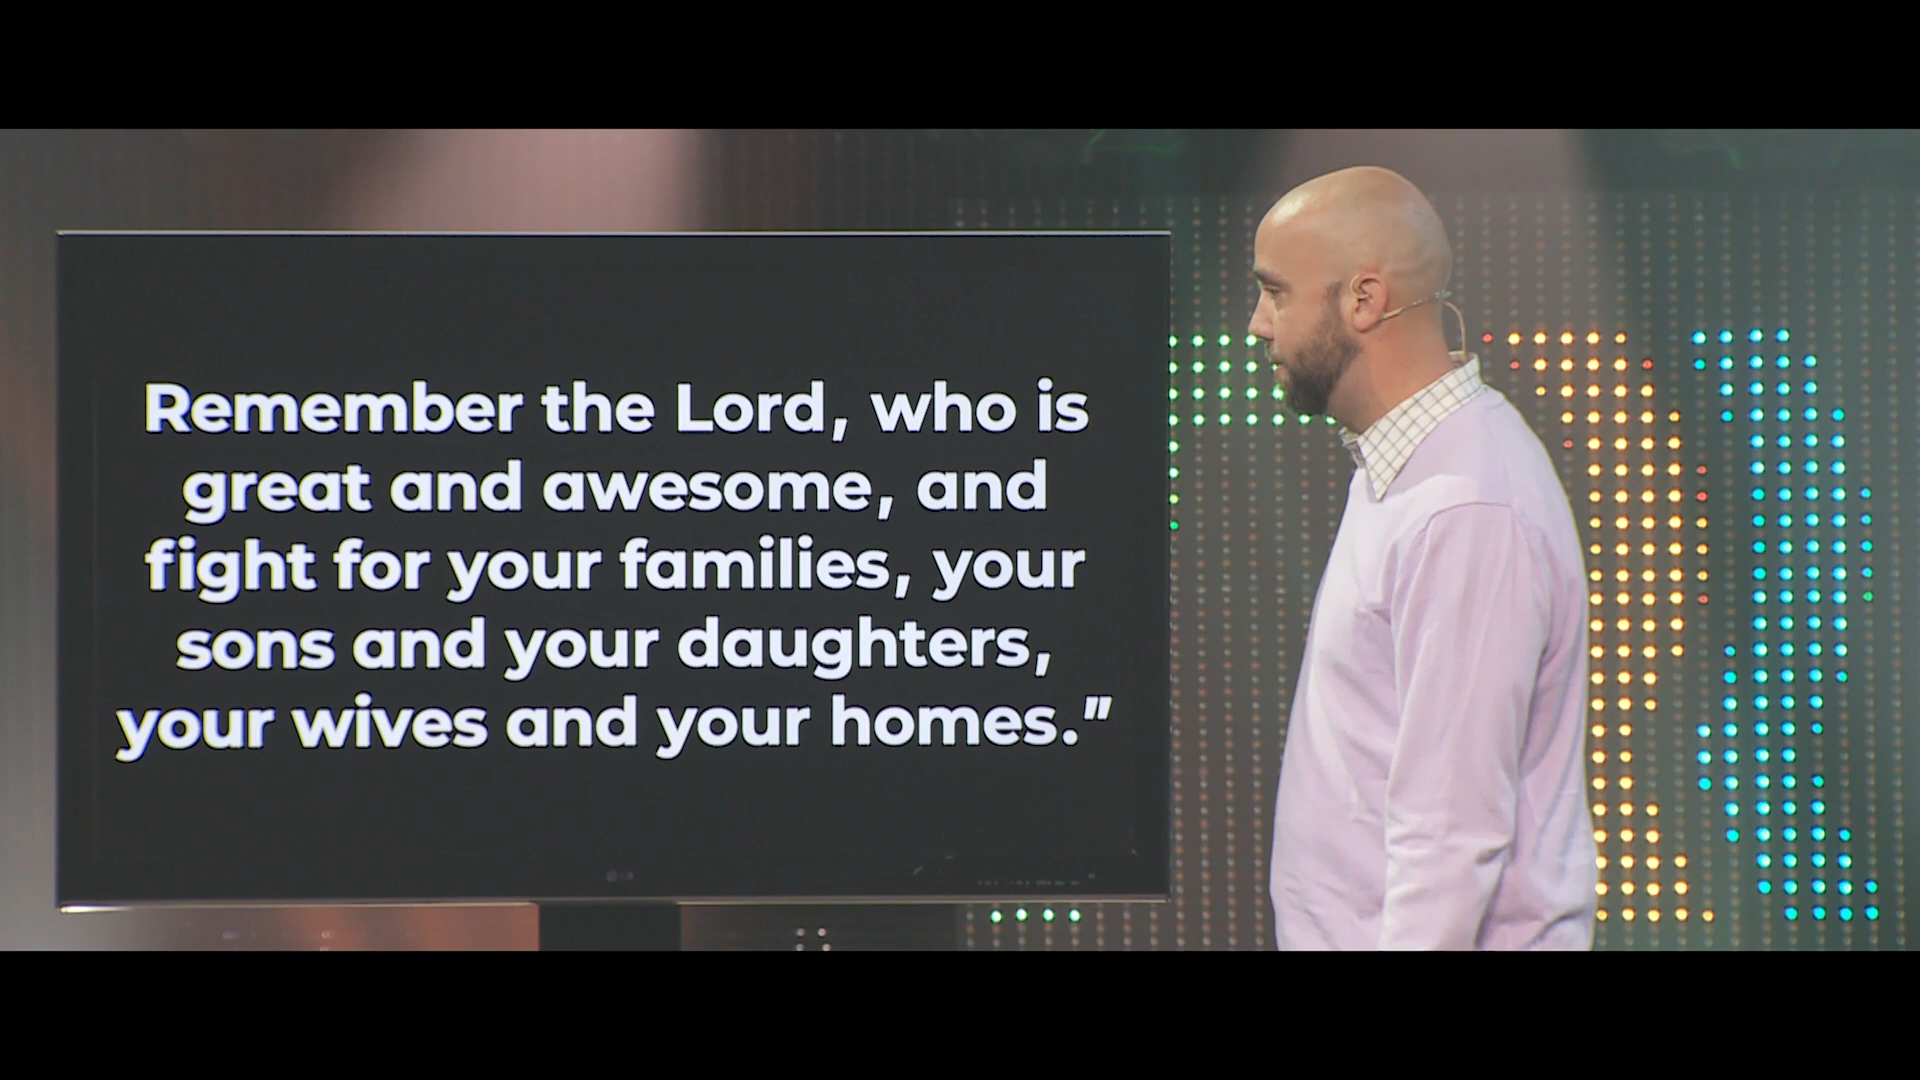 Remember the Lord, who is
great and awesome, and
fight for your families, your
sons and your daughters,
your wives and your homes.”
LG